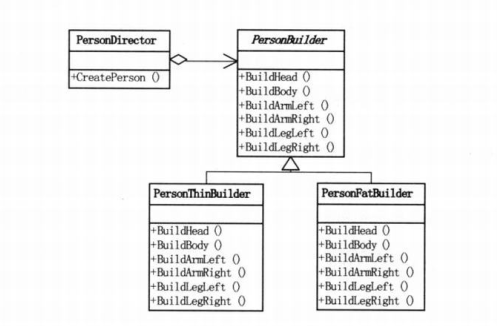 PersonDirector
+CreatePerson ()
PersonBuilder
+BuildHead ()
+BuildBody ()
+BuildArmLeft ()
+BuildArmRight ()
+BuildLegLeft ()
+BuildLegRight ()
PersonThinBuilder
+BuildHead ()
+BuildBody ()
+BuildArmLeft ()
+BuildArmRight ()
+BuildLegLeft ()
+BuildLegRight ()
PersonFatBuilder
+BuildHead ()
+BuildBody ()
+BuildArmLeft ()
+BuildArmRight ()
+BuildLegLeft ()
+BuildLegRight ()